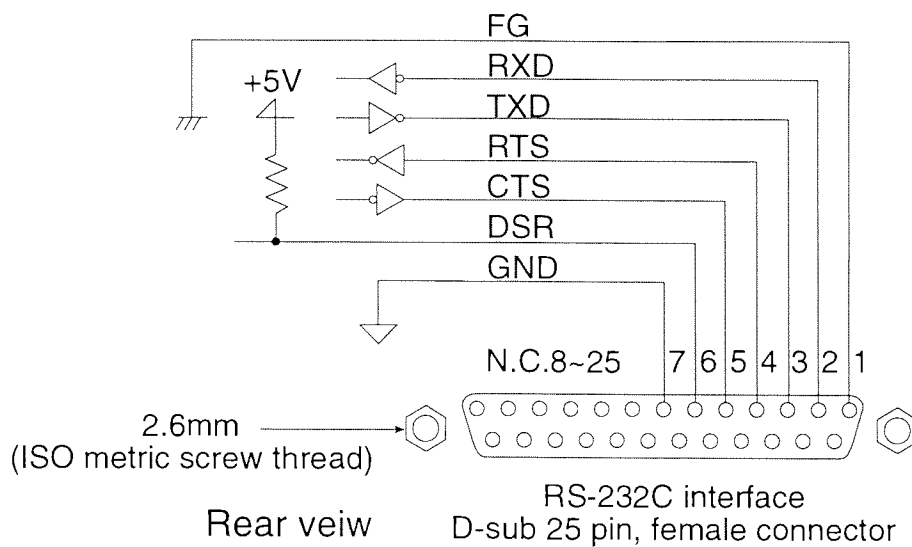 FG
RXD
+5V
TXD
RTS
CTS
DSR
GND
N.C.8~25 7 6 5 4 3 2 1
2.6mm
(ISO metric screw thread)
RS-232C interface
Rear veiw
D-sub 25 pin, female connector